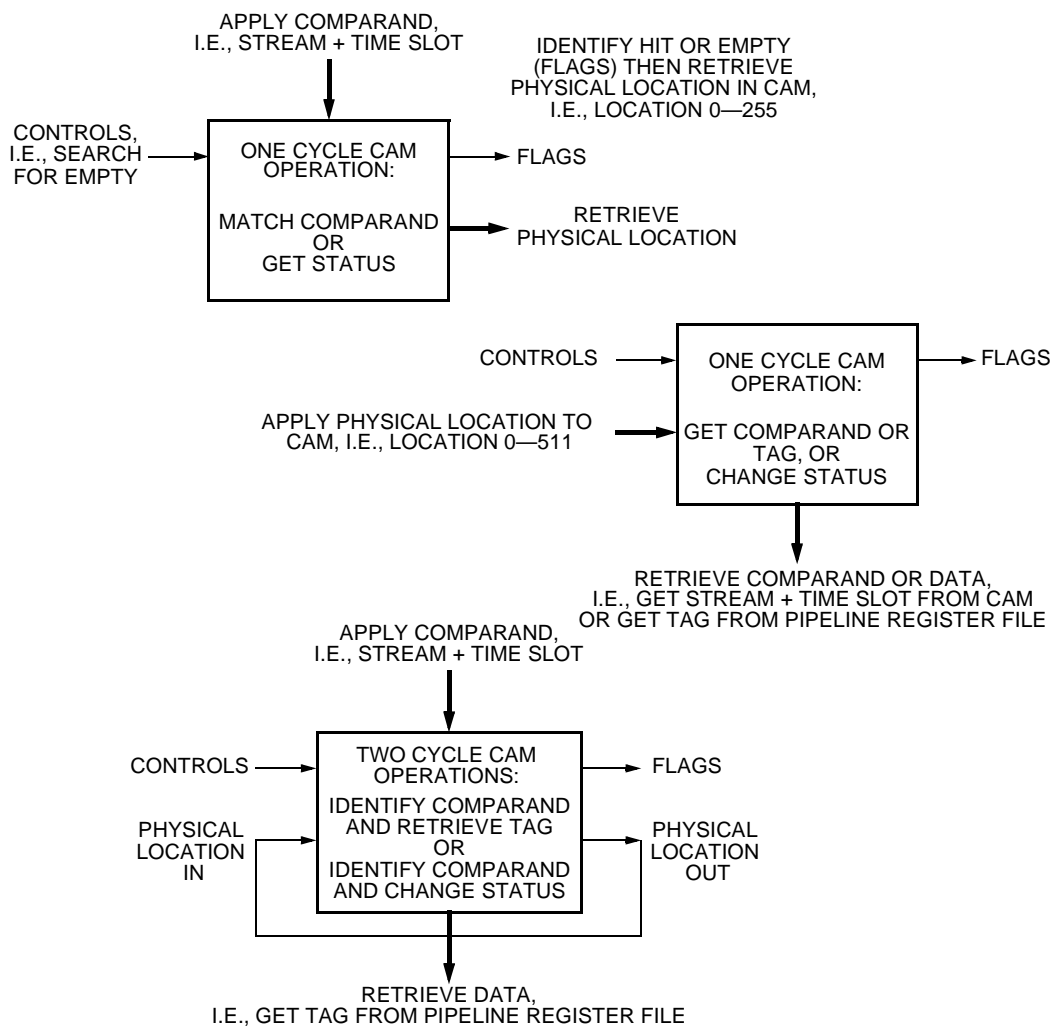 APPLY COMPARAND,
I.E., STREAM + TIME SLOT
IDENTIFY HIT OR EMPTY
(FLAGS) THEN RETRIEVE
PHYSICAL LOCATION IN CAM,
I.E., LOCATION 0—255
CONTROLS,
I.E., SEARCH
FOR EMPTY
ONE CYCLE CAM
OPERATION:
MATCH COMPARAND
OR
GET STATUS
FLAGS
RETRIEVE
PHYSICAL LOCATION
CONTROLS
APPLY PHYSICAL LOCATION TO
CAM, I.E., LOCATION 0—511
ONE CYCLE CAM
OPERATION:
GET COMPARAND OR
TAG, OR
CHANGE STATUS
FLAGS
RETRIEVE COMPARAND OR DATA,
I.E., GET STREAM + TIME SLOT FROM CAM
OR GET TAG FROM PIPELINE REGISTER FILE
APPLY COMPARAND,
I.E., STREAM + TIME SLOT
CONTROLS
PHYSICAL
LOCATION
IN
TWO CYCLE CAM
OPERATIONS:
IDENTIFY COMPARAND
AND RETRIEVE TAG
OR
IDENTIFY COMPARAND
AND CHANGE STATUS
FLAGS
PHYSICAL
LOCATION
OUT
RETRIEVE DATA,
I.E., GET TAG FROM PIPELINE REGISTER FILE